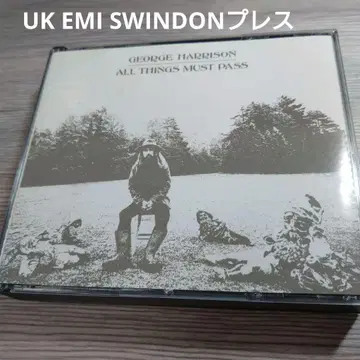 UK EMI SWINDONプレス
GEORGE HARRISON
ALL THINGS MUST PASS